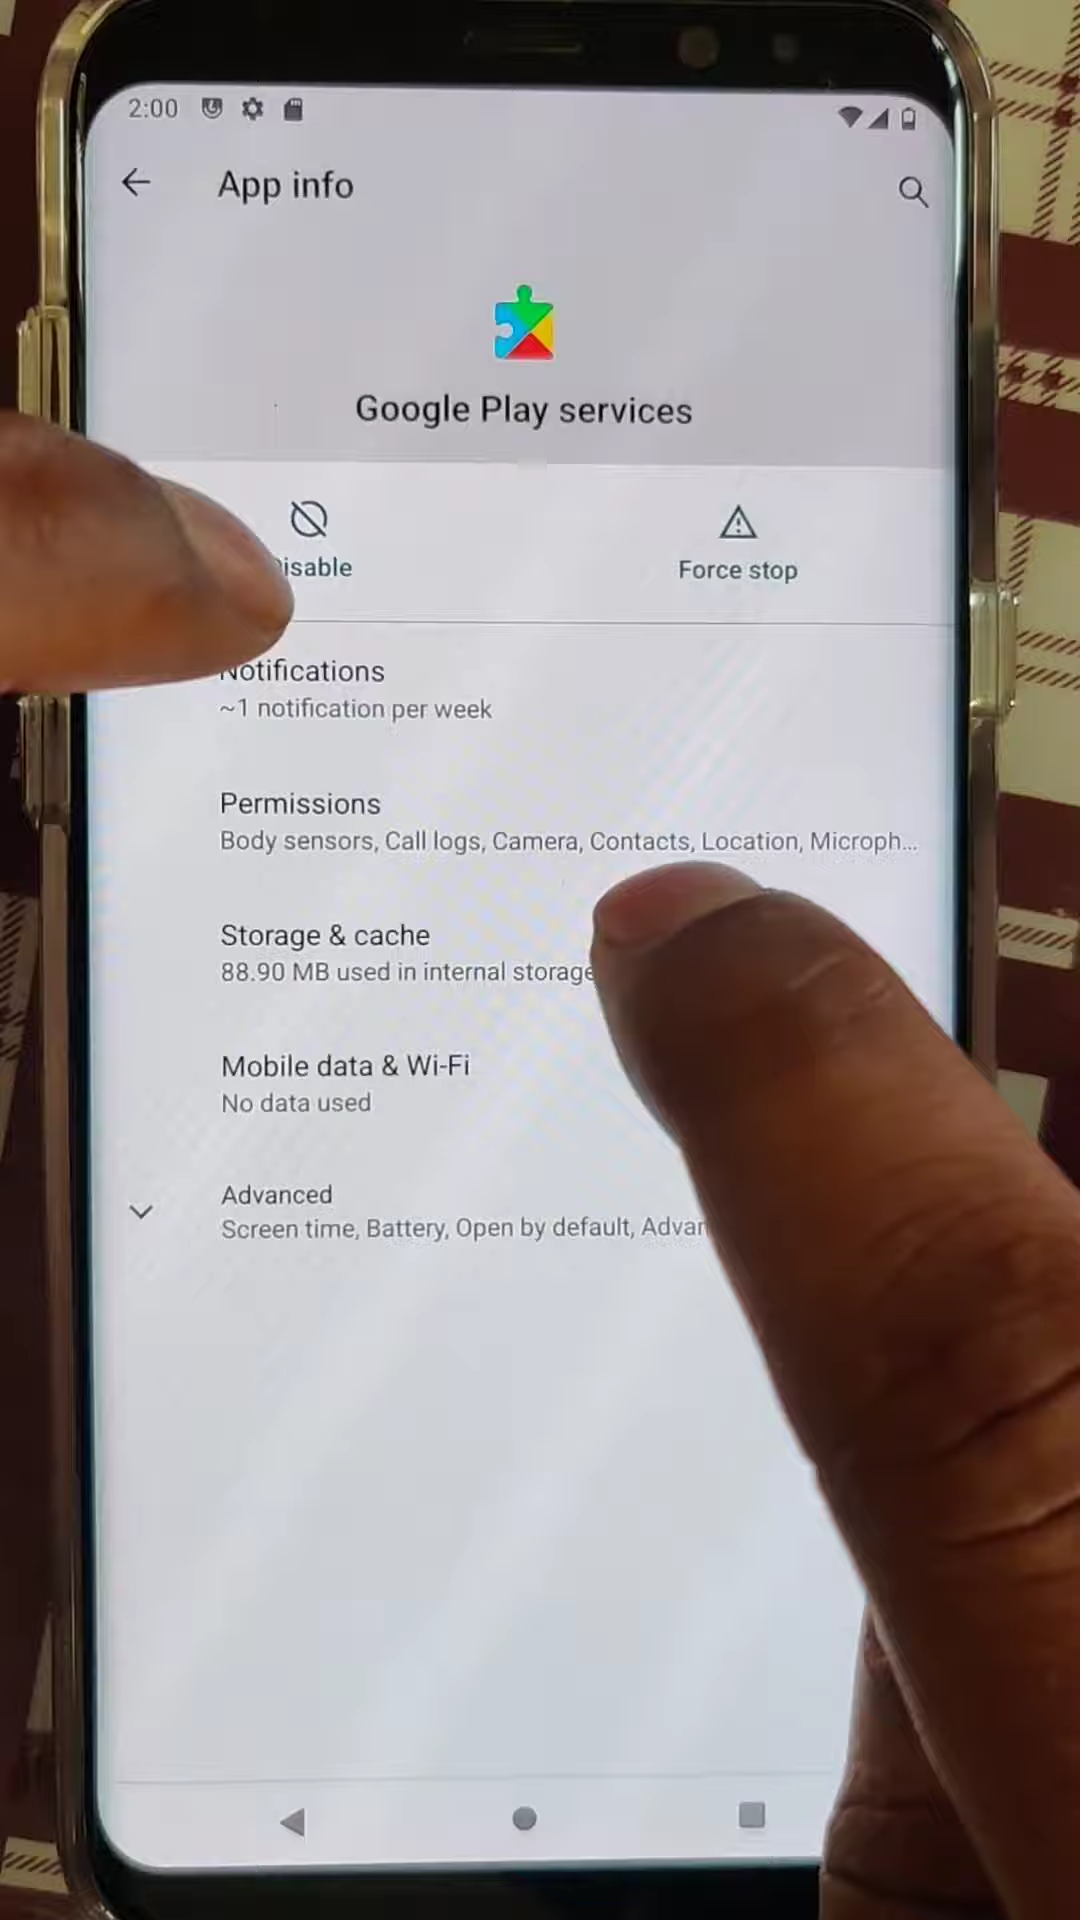 2:00
App info
Google Play services
isable
Force stop
Notifications
~1 notification per week
Permissions
Body sensors, Call logs, Camera, Contacts, Location, Microph...
Storage & cache
88.90 MB used in internal storage
Mobile data & Wi-Fi
No data used
Advanced
Screen time, Battery, Open by default, Advan